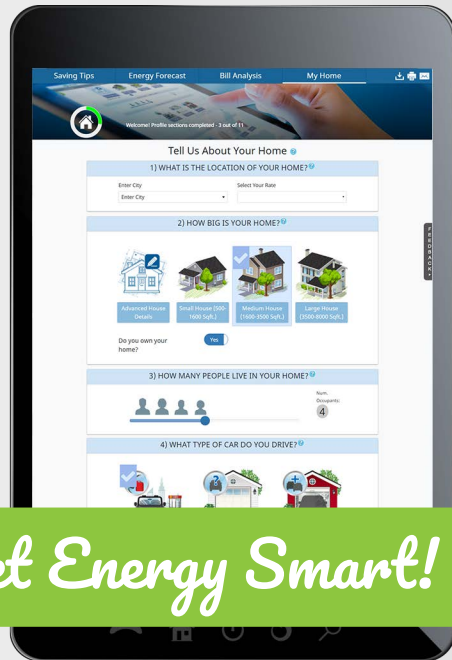 Saving Tips Energy Forecast Bill Analysis My Home
Welcome! Profile sections completed - 3 out of 11
Tell Us About Your Home ?
1) WHAT IS THE LOCATION OF YOUR HOME? ?
Enter City Select Your Rate
Enter City
2) HOW BIG IS YOUR HOME? ?
Advanced House Details
Small House (500-1600 Sqft.)
Medium House (1600-3500 Sqft.)
Large House (3500-8000 Sqft.)
Do you own your
home?
Yes
3) HOW MANY PEOPLE LIVE IN YOUR HOME? ?
Num.
Occupants:
4
4) WHAT TYPE OF CAR DO YOU DRIVE? ?
FEEDBACK
et Energy Smart!